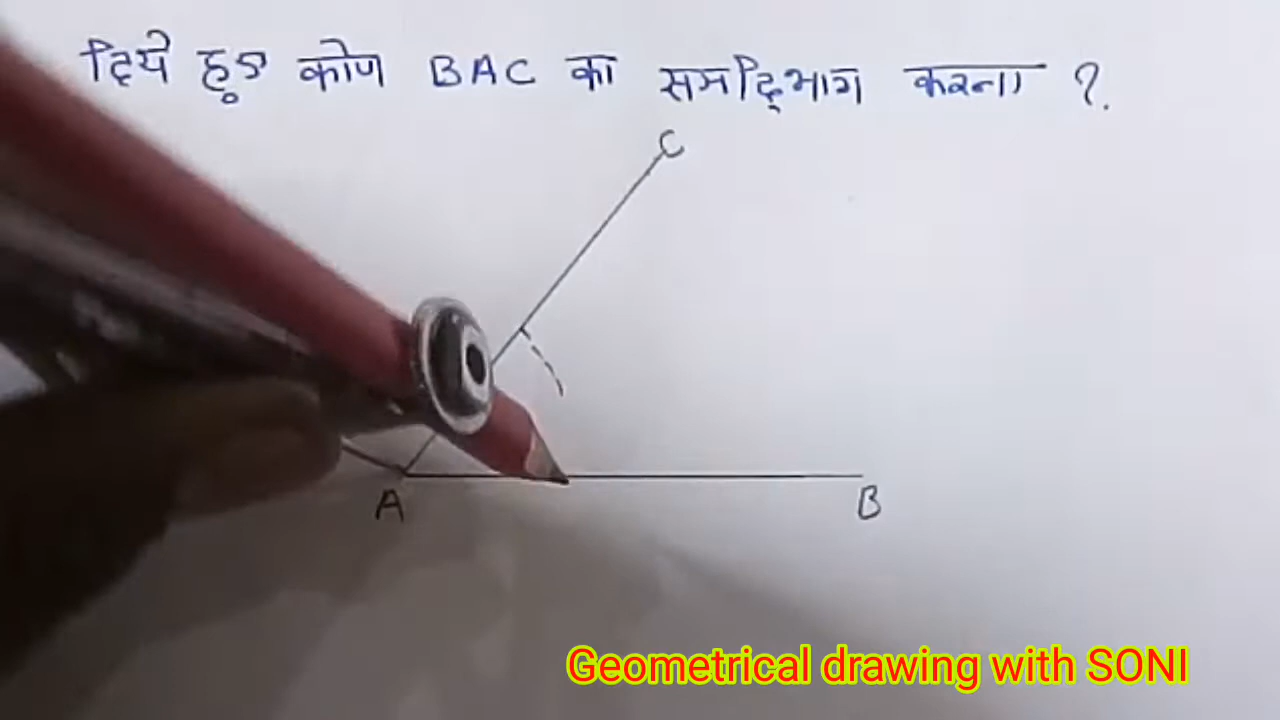 दिये हुए कोण BAC का समद्विभाग करना ?.
C
A
B
Geometrical drawing with SONI